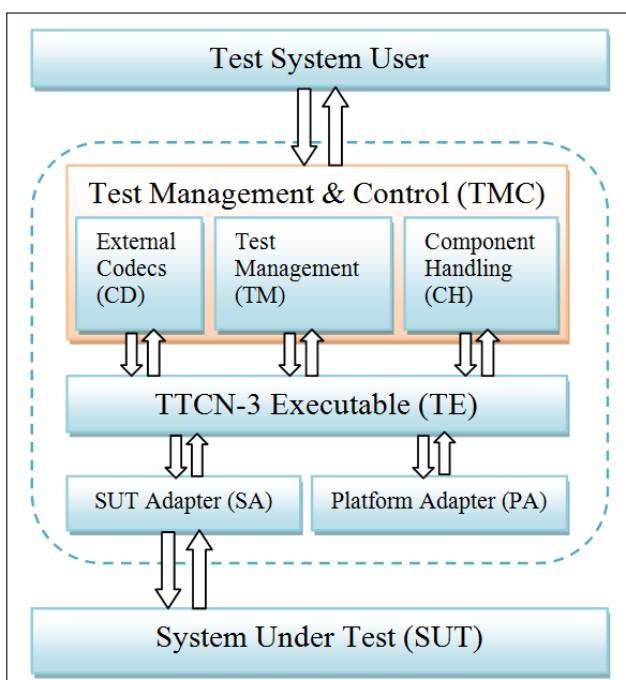 Test System User
Test Management & Control (TMC)
External
Codecs
(CD)
Test
Management
(TM)
Component
Handling
(CH)
TTCN-3 Executable (TE)
SUT Adapter (SA)
Platform Adapter (PA)
System Under Test (SUT)